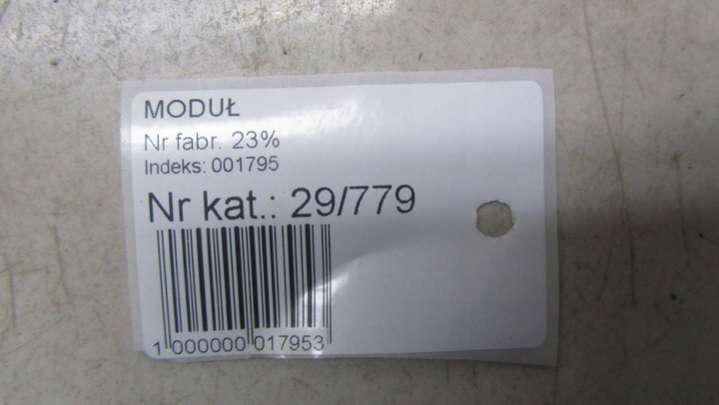 MODUŁ
Nr fabr. 23%
Indeks: 001795
Nr kat.: 29/779
1 000000 017953